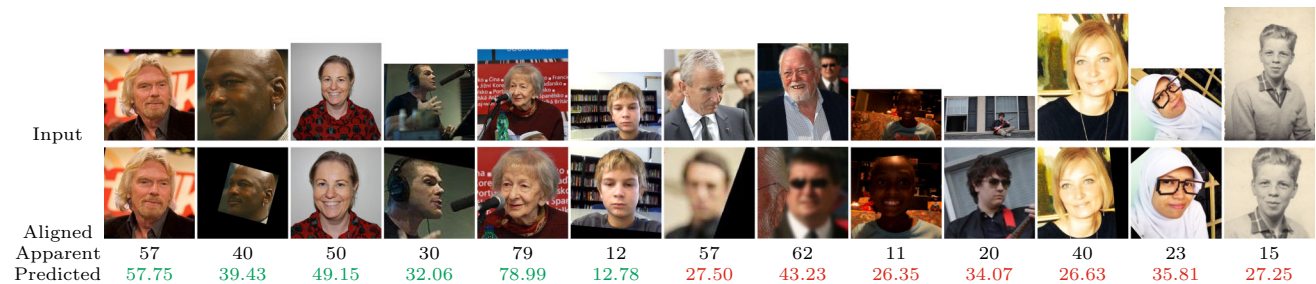 Input
Aligned
Apparent 57 40 50 30 79 12 57 62 11 20 40 23 15
Predicted 57.75 39.43 49.15 32.06 78.99 12.78 27.50 43.23 26.35 34.07 26.63 35.81 27.25